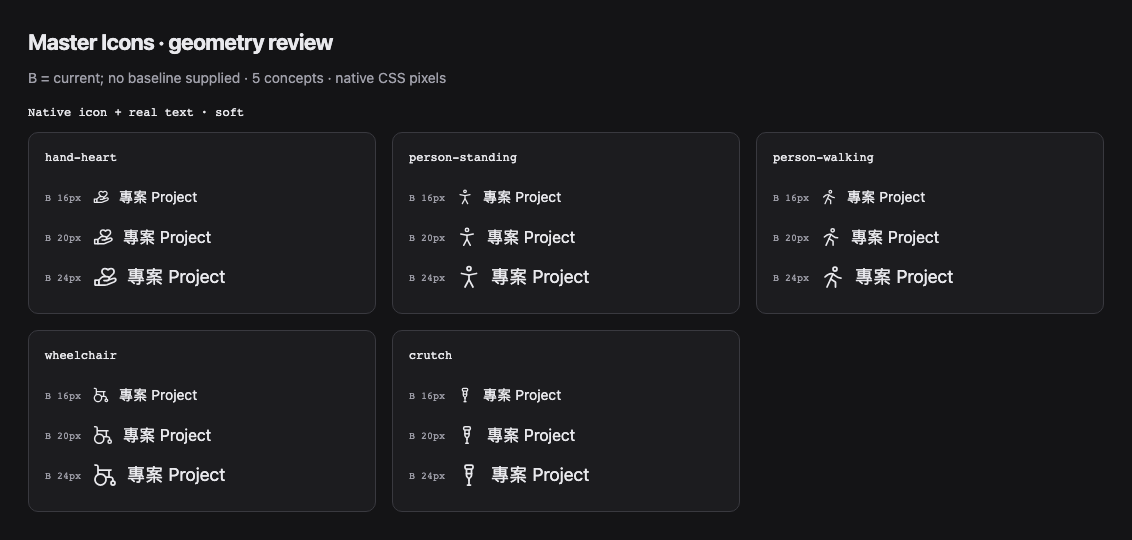 Master Icons · geometry review
B = current; no baseline supplied · 5 concepts · native CSS pixels
Native icon + real text · soft
hand-heart
B 16px 專案 Project
B 20px 專案 Project
B 24px 專案 Project
person-standing
B 16px 專案 Project
B 20px 專案 Project
B 24px 專案 Project
person-walking
B 16px 專案 Project
B 20px 專案 Project
B 24px 專案 Project
wheelchair
B 16px 專案 Project
B 20px 專案 Project
B 24px 專案 Project
crutch
B 16px 專案 Project
B 20px 專案 Project
B 24px 專案 Project